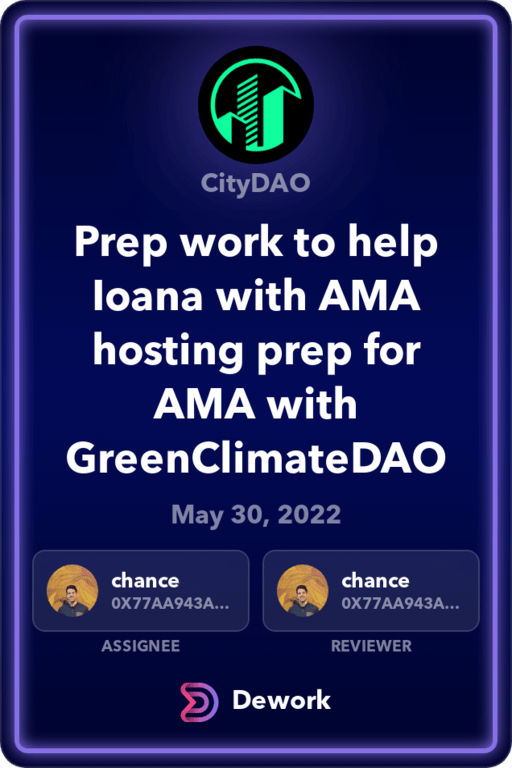 CityDAO
Prep work to help
Ioana with AMA
hosting prep for
AMA with
GreenClimateDAO
May 30, 2022
chance
0X77AA943A...
ASSIGNEE
chance
0X77AA943A...
REVIEWER
Dework